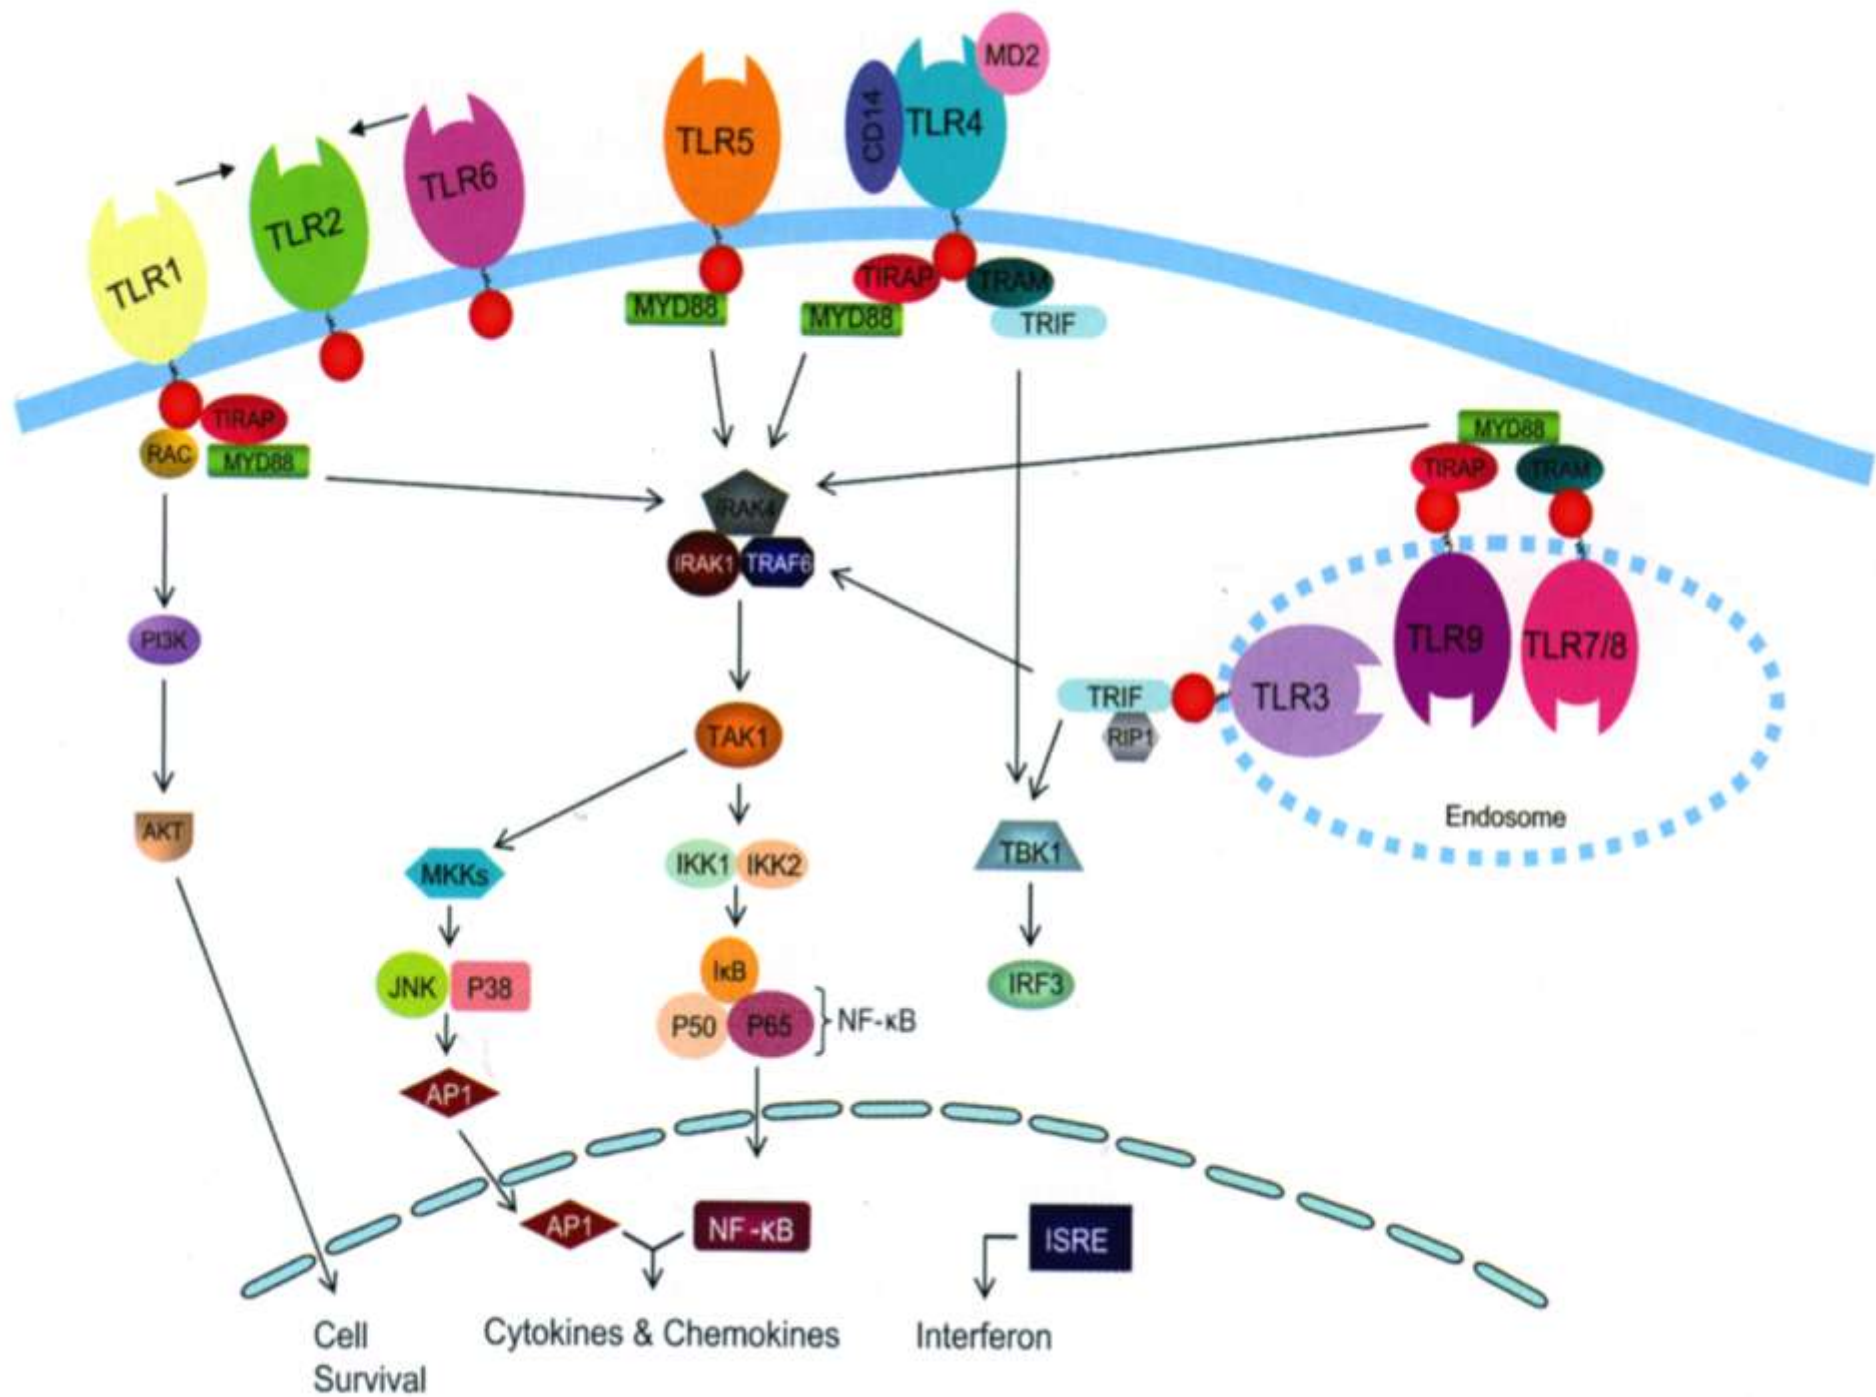 MD2
TLR5
CD14
TLR4
TLR6
TLR2
TLR1
TIRAP
TRAM
MYD88
MYD88
TRIF
TIRAP
RAC
MYD88
MYD88
TIRAP
TRAM
IRAK4
IRAK1
TRAF6
PI3K
TLR9
TLR7/8
TRIF
TLR3
RIP1
TAK1
Endosome
AKT
MKKs
IKK1
IKK2
TBK1
IκB
JNK
P38
IRF3
P50
P65
NF-κB
AP1
AP1
NF-κB
ISRE
Cell
Survival
Cytokines & Chemokines
Interferon